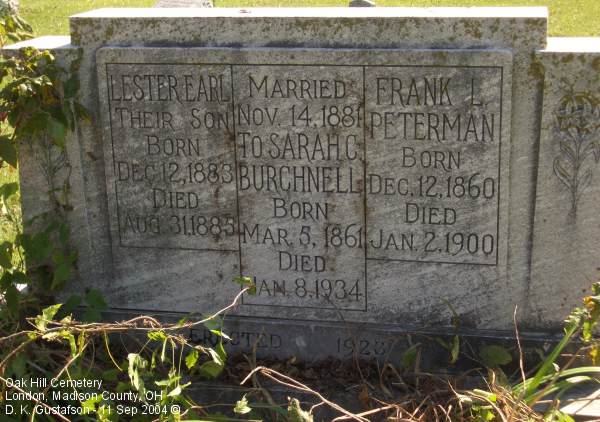 LESTER EARL
THEIR SON
BORN
DEC. 12, 1883
DIED
AUG. 31. 1885
MARRIED
NOV. 14, 1881
TO SARAH C.
BURCHNELL
BORN
MAR. 5, 1861
DIED
JAN. 8, 1934
FRANK L.
PETERMAN
BORN
DEC. 12, 1860
DIED
JAN. 2, 1900
ERECTED 1928
Oak Hill Cemetery
London, Madison County, OH
D. K. Gustafson - 11 Sep 2004 ©